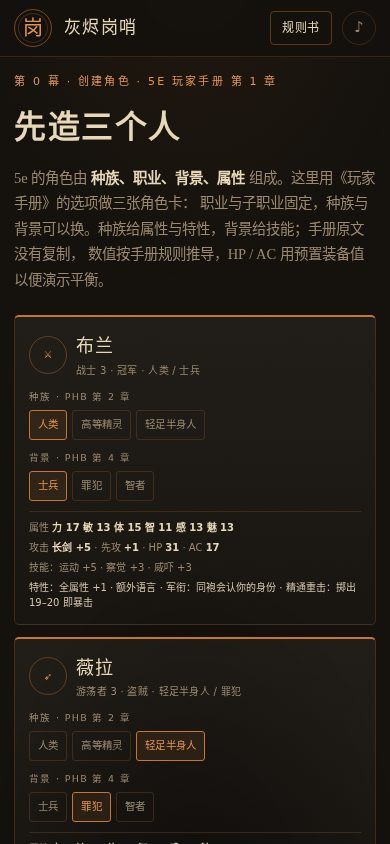 岗 灰烬岗哨 规则书 ♪
第 0 幕 · 创建角色 · 5E 玩家手册 第 1 章
先造三个人
5e 的角色由 种族、职业、背景、属性 组成。这里用《玩家
手册》的选项做三张角色卡： 职业与子职业固定，种族与
背景可以换。种族给属性与特性，背景给技能；手册原文
没有复制， 数值按手册规则推导，HP / AC 用预置装备值
以便演示平衡。
布兰
战士 3 · 冠军 · 人类 / 士兵
种族 · PHB 第 2 章
人类 高等精灵 轻足半身人
背景 · PHB 第 4 章
士兵 罪犯 智者
属性 力 17 敏 13 体 15 智 11 感 13 魅 13
攻击 长剑 +5 · 先攻 +1 · HP 31 · AC 17
技能：运动 +5 · 察觉 +3 · 威吓 +3
特性：全属性 +1 · 额外语言 · 军衔：同袍会认你的身份 · 精通重击：掷出
19–20 即暴击
薇拉
游荡者 3 · 盗贼 · 轻足半身人 / 罪犯
种族 · PHB 第 2 章
人类 高等精灵 轻足半身人
背景 · PHB 第 4 章
士兵 罪犯 智者